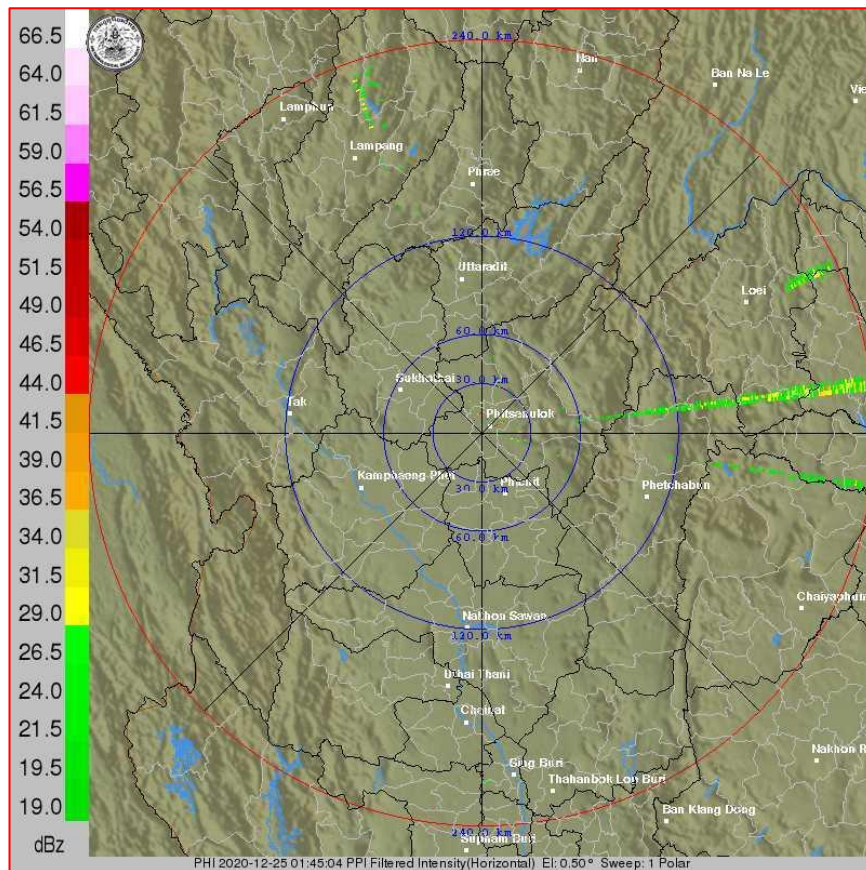 66.5
64.0
61.5
59.0
56.5
54.0
51.5
49.0
46.5
44.0
41.5
39.0
36.5
34.0
31.5
29.0
26.5
24.0
21.5
19.5
19.0
dBz
240.0 km
Nan
Ban Na Le
Vie
Lamphun
Lampang
Phrae
120.0 km
Uttaradit
Loei
60.0 km
Sukhothai
30.0 km
Tak
Phitsanulok
Kamphaeng Phet
Phichit
30.0 km
Phetchabun
60.0 km
Chaiyaphum
Nakhon Sawan
120.0 km
Uthai Thani
Chainat
Nakhon R
Sing Buri
Thahanbok Lop Buri
Ban Klang Dong
240.0 km
Suphan Buri
PHI 2020-12-25 01:45:04 PPI Filtered Intensity(Horizontal) El: 0.50° Sweep: 1 Polar